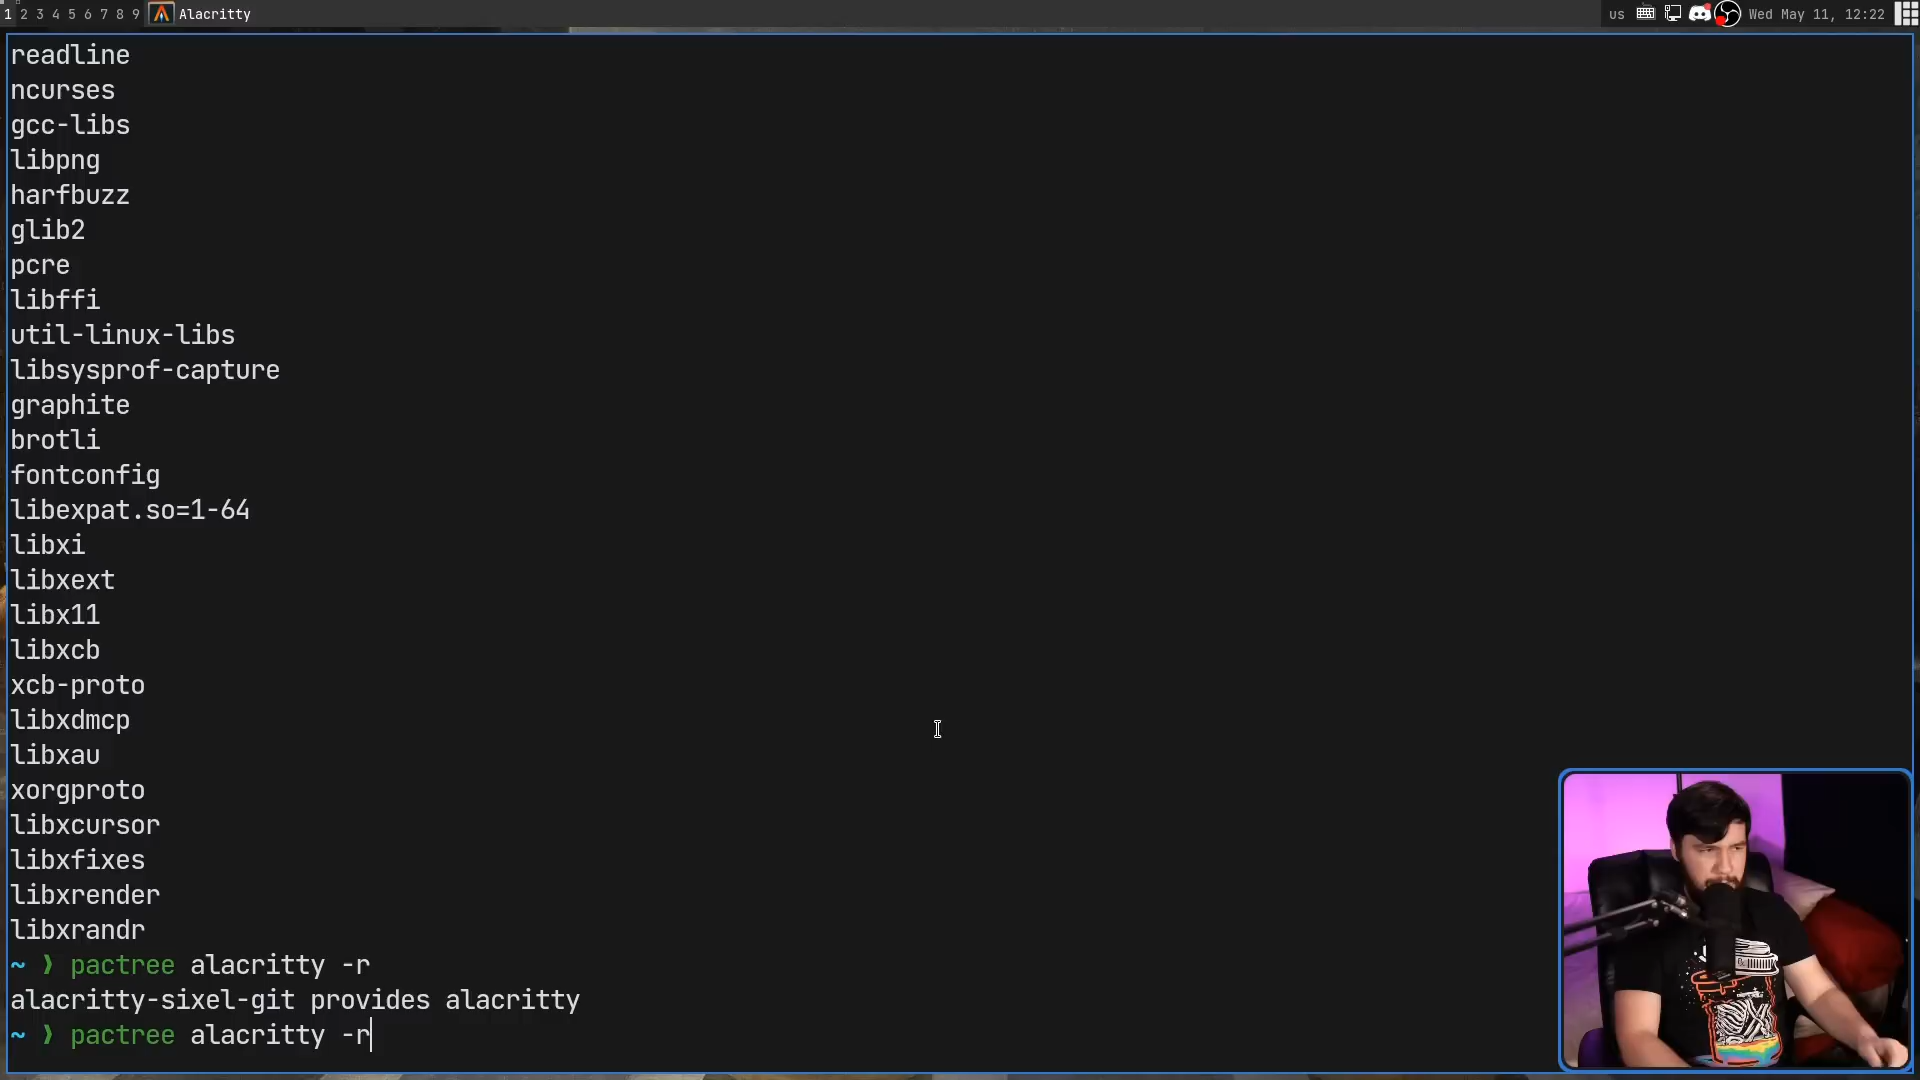 1 2 3 4 5 6 7 8 9 Alacritty us Wed May 11, 12:22
readline
ncurses
gcc-libs
libpng
harfbuzz
glib2
pcre
libffi
util-linux-libs
libsysprof-capture
graphite
brotli
fontconfig
libexpat.so=1-64
libxi
libxext
libx11
libxcb
xcb-proto
libxdmcp
libxau
xorgproto
libxcursor
libxfixes
libxrender
libxrandr
~ ❯ pactree alacritty -r
alacritty-sixel-git provides alacritty
~ ❯ pactree alacritty -r